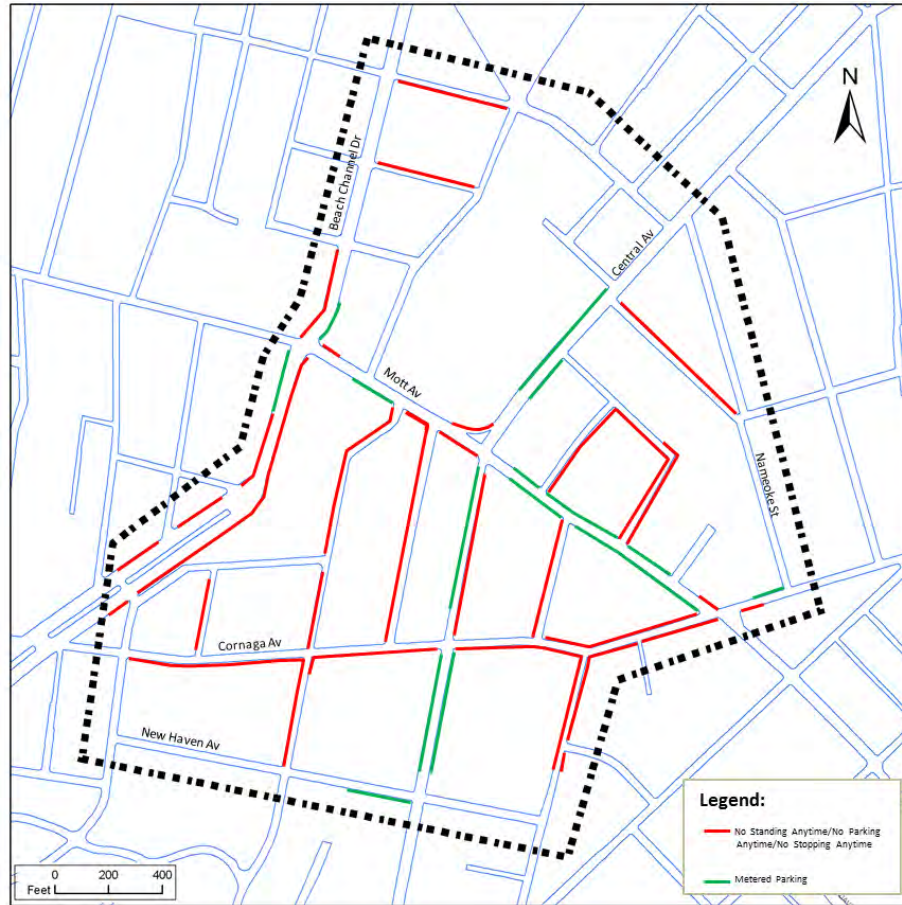 N
Beach Channel Dr
Central Av
Mott Av
Nameoke St.
Cornaga Av
New Haven Av
Legend:
No Standing Anytime/No Parking
Anytime/No Stopping Anytime
Metered Parking
0 200 400
Feet